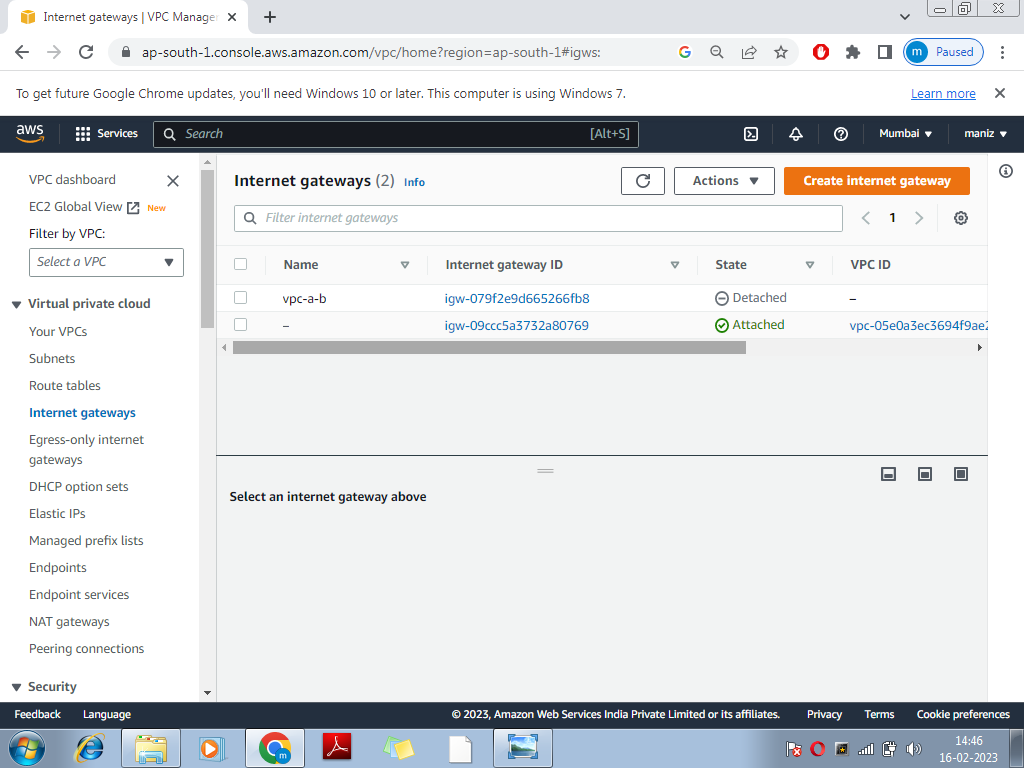 Internet gateways | VPC Manage
ap-south-1.console.aws.amazon.com/vpc/home?region=ap-south-1#igws:
m Paused
To get future Google Chrome updates, you'll need Windows 10 or later. This computer is using Windows 7.
Learn more
aws Services Search [Alt+S] Mumbai maniz
VPC dashboard
EC2 Global View New
Filter by VPC:
Select a VPC
Virtual private cloud
Your VPCs
Subnets
Route tables
Internet gateways
Egress-only internet
gateways
DHCP option sets
Elastic IPs
Managed prefix lists
Endpoints
Endpoint services
NAT gateways
Peering connections
Security
Internet gateways (2) Info
Actions
Create internet gateway
Filter internet gateways
1
Name Internet gateway ID State VPC ID
vpc-a-b igw-079f2e9d665266fb8 Detached –
– igw-09ccc5a3732a80769 Attached vpc-05e0a3ec3694f9ae2
Select an internet gateway above
Feedback Language © 2023, Amazon Web Services India Private Limited or its affiliates. Privacy Terms Cookie preferences
m
14:46
16-02-2023